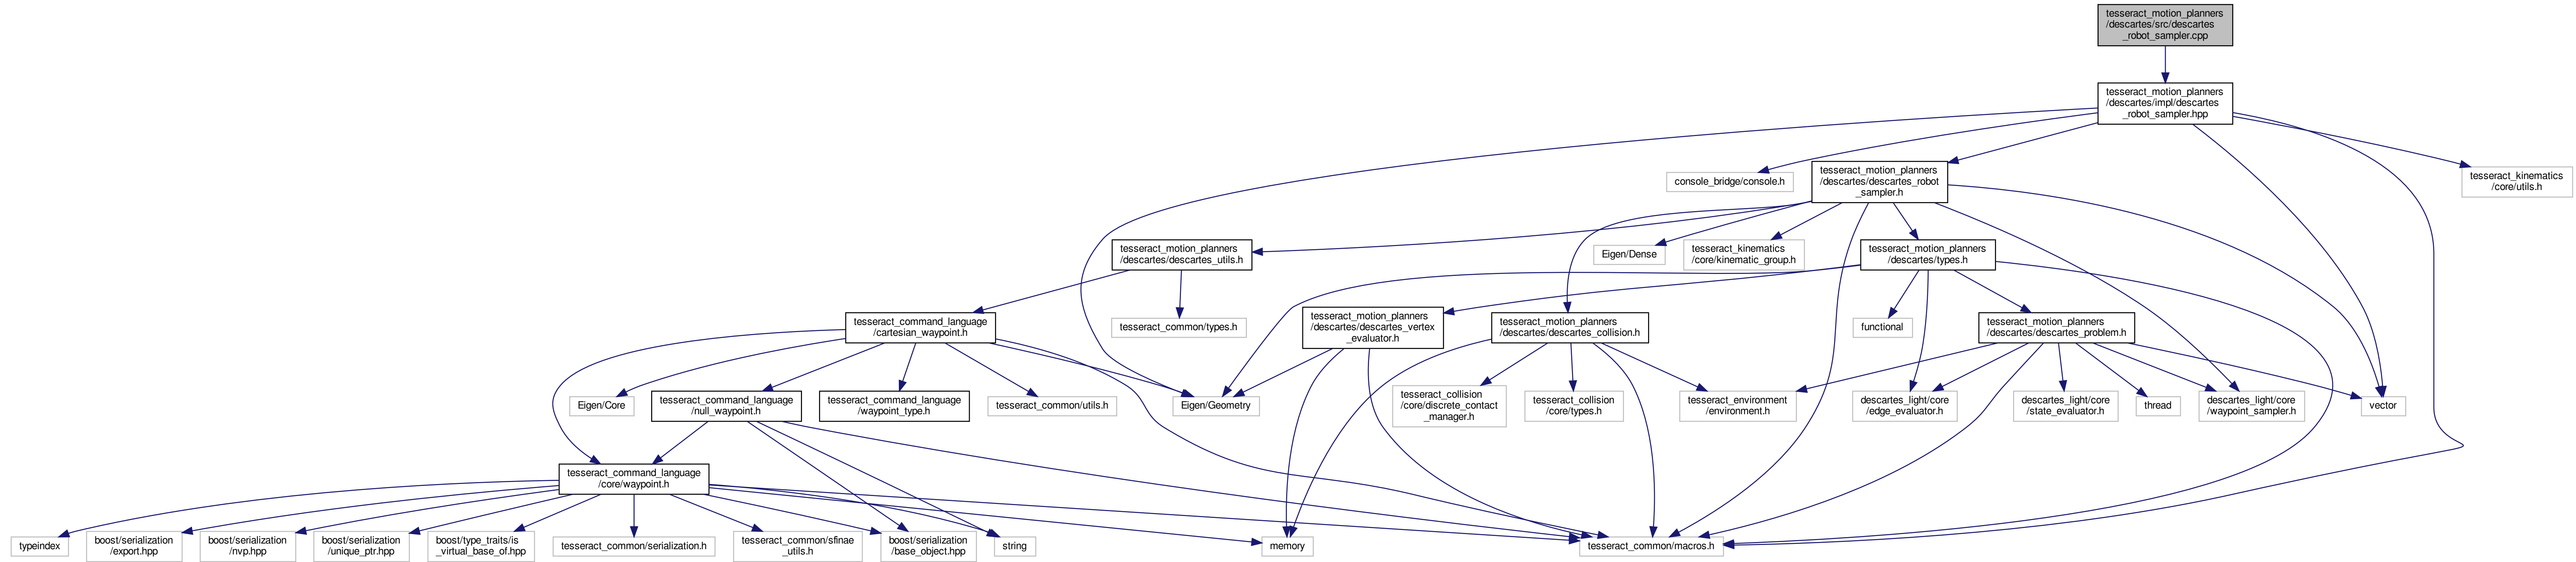 tesseract_motion_planners
/descartes/src/descartes
_robot_sampler.cpp
tesseract_motion_planners
/descartes/impl/descartes
_robot_sampler.hpp
console_bridge/console.h
tesseract_motion_planners
/descartes/descartes_robot
_sampler.h
tesseract_kinematics
/core/utils.h
tesseract_motion_planners
/descartes/descartes_utils.h
Eigen/Dense
tesseract_kinematics
/core/kinematic_group.h
tesseract_motion_planners
/descartes/types.h
tesseract_command_language
/cartesian_waypoint.h
tesseract_common/types.h
tesseract_motion_planners
/descartes/descartes_vertex
_evaluator.h
tesseract_motion_planners
/descartes/descartes_collision.h
functional
tesseract_motion_planners
/descartes/descartes_problem.h
Eigen/Core
tesseract_command_language
/null_waypoint.h
tesseract_command_language
/waypoint_type.h
tesseract_common/utils.h
Eigen/Geometry
tesseract_collision
/core/discrete_contact
_manager.h
tesseract_collision
/core/types.h
tesseract_environment
/environment.h
descartes_light/core
/edge_evaluator.h
descartes_light/core
/state_evaluator.h
thread
descartes_light/core
/waypoint_sampler.h
vector
tesseract_command_language
/core/waypoint.h
typeindex
boost/serialization
/export.hpp
boost/serialization
/nvp.hpp
boost/serialization
/unique_ptr.hpp
boost/type_traits/is
_virtual_base_of.hpp
tesseract_common/serialization.h
tesseract_common/sfinae
_utils.h
boost/serialization
/base_object.hpp
string
memory
tesseract_common/macros.h